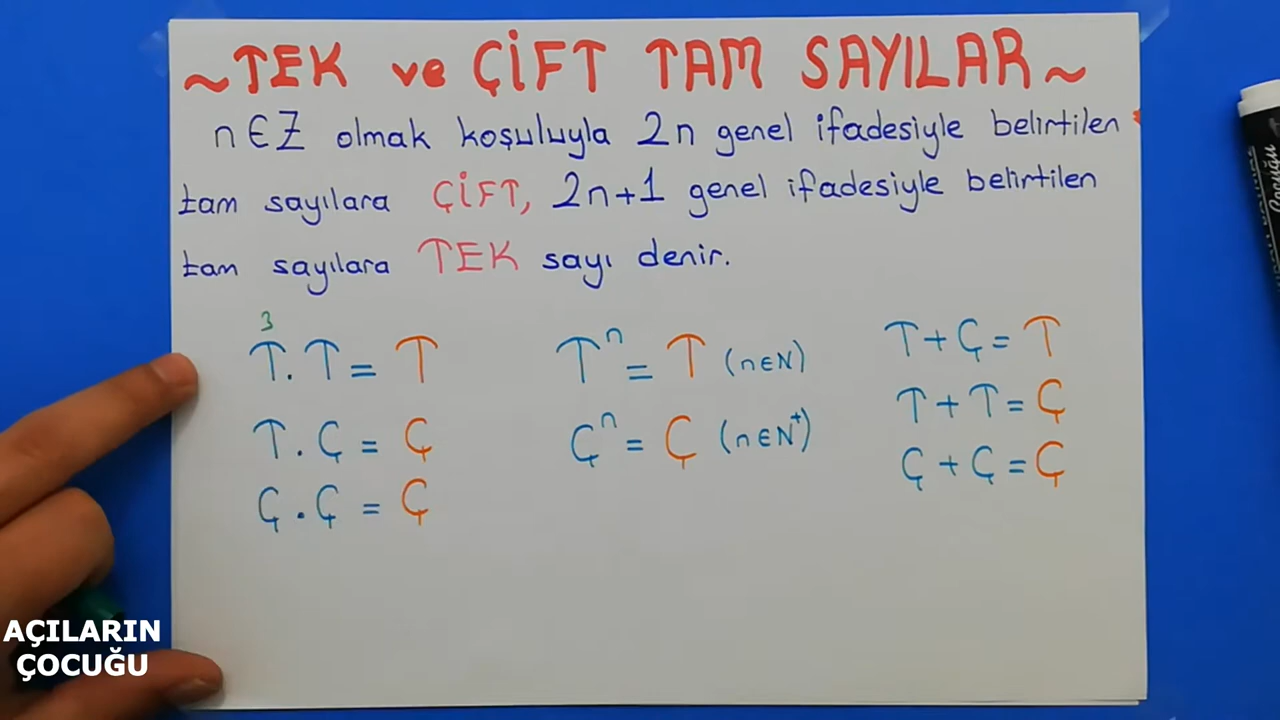 ~TEK ve ÇİFT TAM SAYILAR~
n∈Z olmak koşuluyla 2n genel ifadesiyle belirtilen
tam sayılara ÇİFT, 2n+1 genel ifadesiyle belirtilen
tam sayılara TEK sayı denir.
3
T.T=T
T.Ç=Ç
Ç.Ç=Ç
Tⁿ=T (n∈N)
Çⁿ=Ç (n∈N⁺)
T+Ç=T
T+T=Ç
Ç+Ç=Ç
AÇILARIN
ÇOCUĞU
Çocuğu